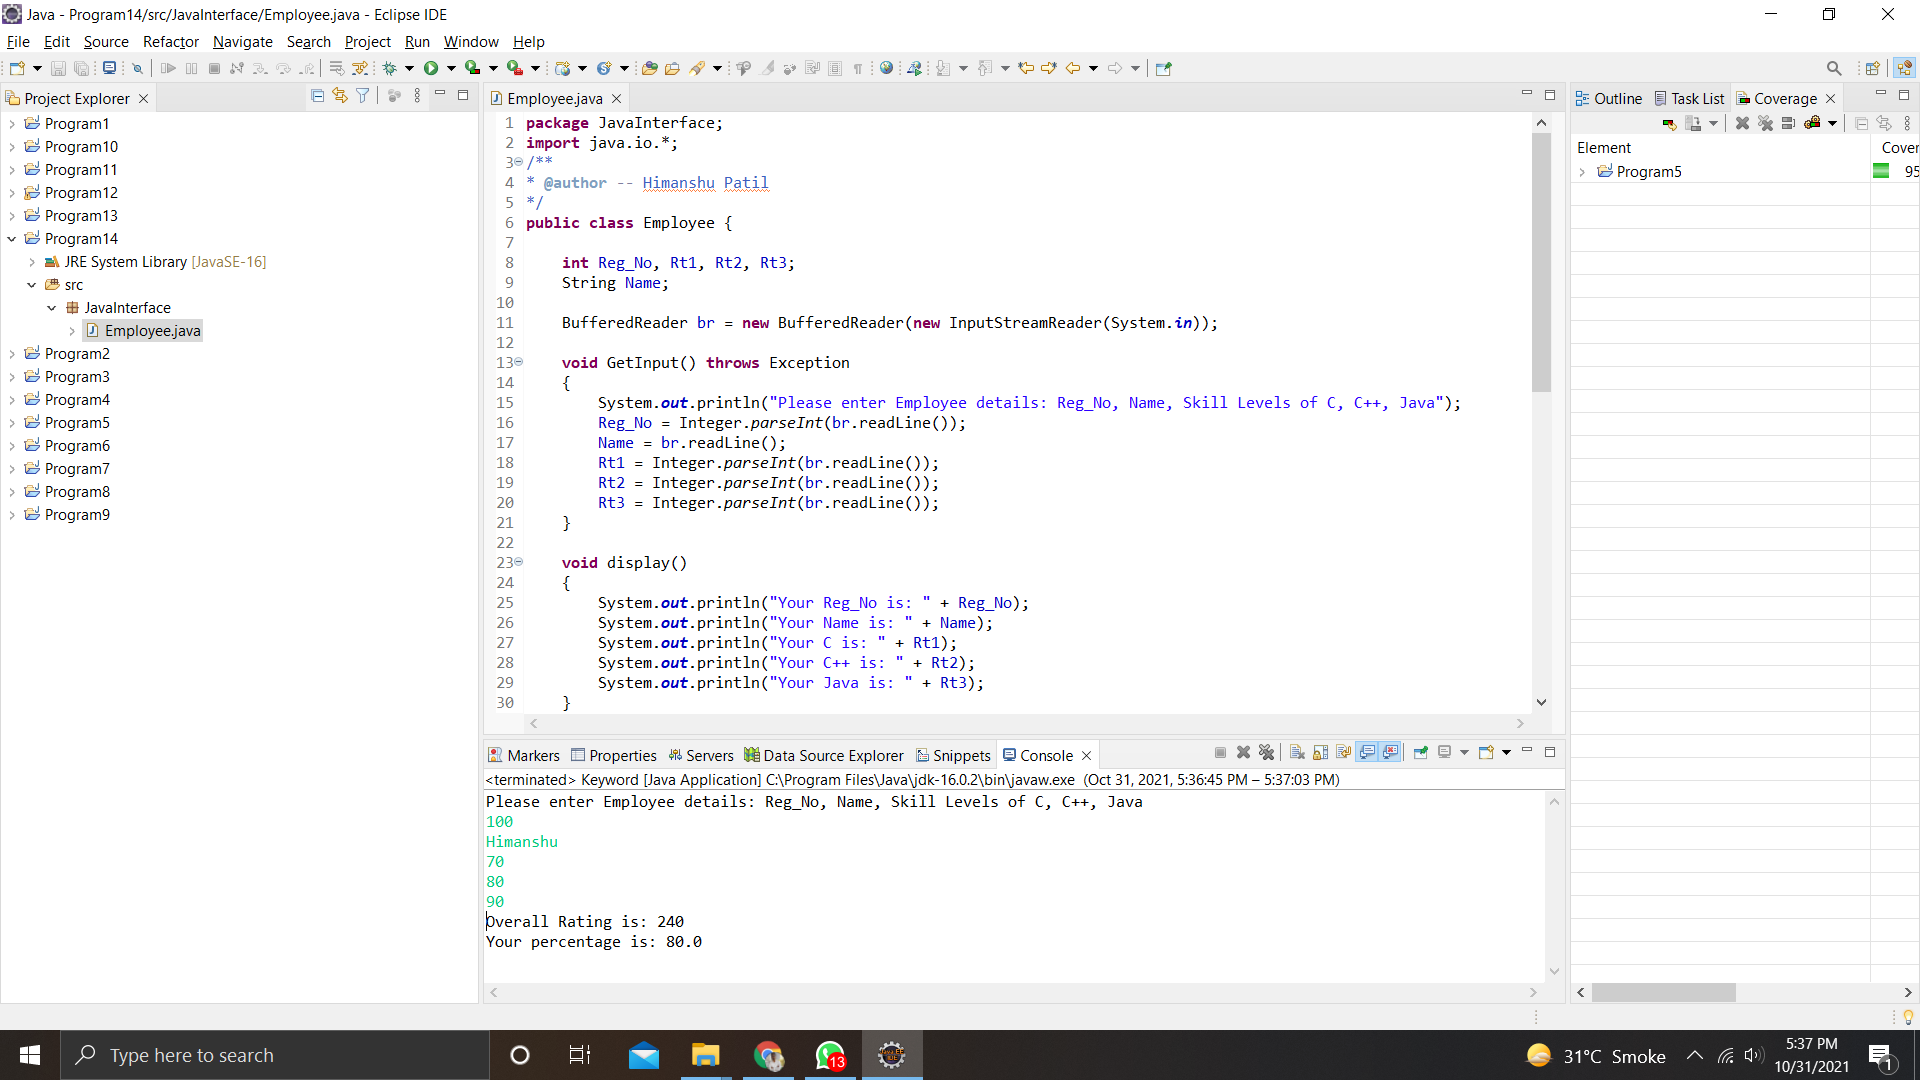 Java - Program14/src/JavaInterface/Employee.java - Eclipse IDE
File Edit Source Refactor Navigate Search Project Run Window Help
Project Explorer
Program1
Program10
Program11
Program12
Program13
Program14
JRE System Library [JavaSE-16]
src
JavaInterface
Employee.java
Program2
Program3
Program4
Program5
Program6
Program7
Program8
Program9
Employee.java
1 package JavaInterface;
2 import java.io.*;
3 /**
4 * @author -- Himanshu Patil
5 */
6 public class Employee {
7
8 int Reg_No, Rt1, Rt2, Rt3;
9 String Name;
10
11 BufferedReader br = new BufferedReader(new InputStreamReader(System.in));
12
13 void GetInput() throws Exception
14 {
15 System.out.println("Please enter Employee details: Reg_No, Name, Skill Levels of C, C++, Java");
16 Reg_No = Integer.parseInt(br.readLine());
17 Name = br.readLine();
18 Rt1 = Integer.parseInt(br.readLine());
19 Rt2 = Integer.parseInt(br.readLine());
20 Rt3 = Integer.parseInt(br.readLine());
21 }
22
23 void display()
24 {
25 System.out.println("Your Reg_No is: " + Reg_No);
26 System.out.println("Your Name is: " + Name);
27 System.out.println("Your C is: " + Rt1);
28 System.out.println("Your C++ is: " + Rt2);
29 System.out.println("Your Java is: " + Rt3);
30 }
Markers Properties Servers Data Source Explorer Snippets Console
<terminated> Keyword [Java Application] C:\Program Files\Java\jdk-16.0.2\bin\javaw.exe (Oct 31, 2021, 5:36:45 PM – 5:37:03 PM)
Please enter Employee details: Reg_No, Name, Skill Levels of C, C++, Java
100
Himanshu
70
80
90
Overall Rating is: 240
Your percentage is: 80.0
Outline Task List Coverage
Element Cover
Program5 95
Type here to search
13
31°C Smoke
5:37 PM
10/31/2021
1